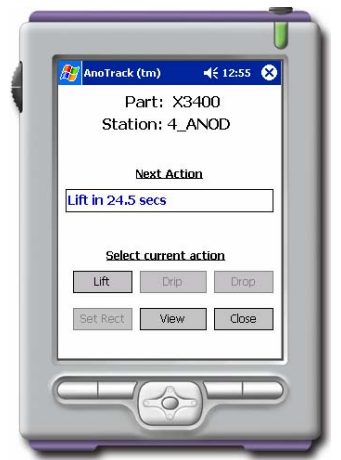 AnoTrack (tm) 12:55
Part: X3400
Station: 4_ANOD
Next Action
Lift in 24.5 secs
Select current action
Lift Drip Drop
Set Rect View Close